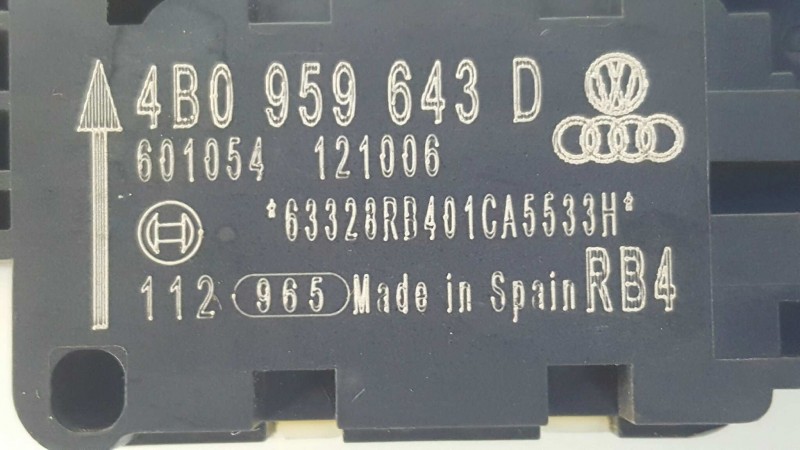 4B0 959 643 D
601054 121006
*63328RB401CA5533H*
112 965 Made in Spain RB4